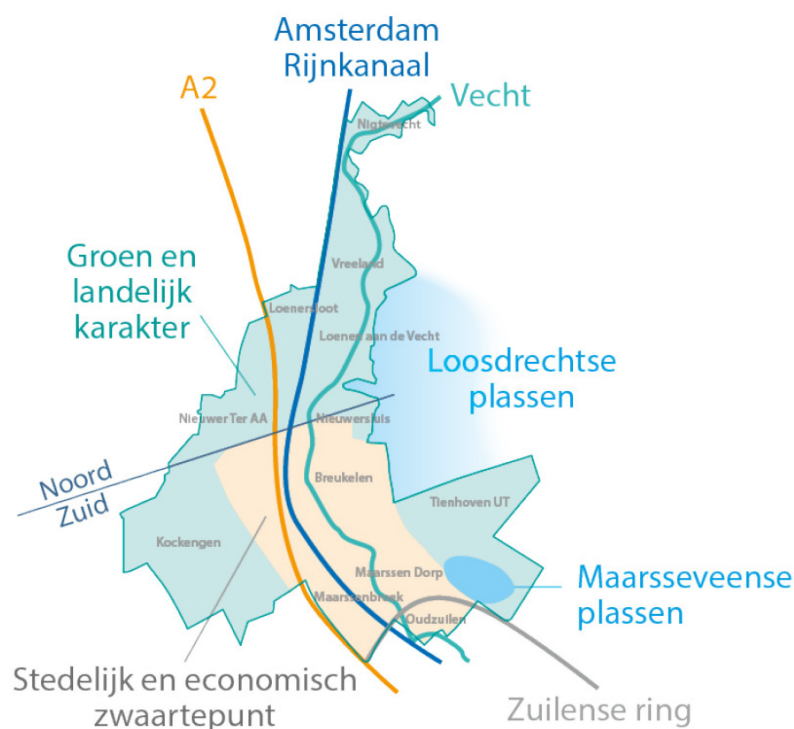 Amsterdam
Rijnkanaal
A2
Vecht
Nigtevecht
Groen en
landelijk
karakter
Vreeland
Loenersloot
Loenen aan de Vecht
Loosdrechtse
plassen
Nieuwer Ter AA
Nieuwersluis
Noord
Zuid
Breukelen
Tienhoven UT
Kockengen
Maarssen Dorp
Maarsseveense
plassen
Maarssenbroek
Oudzuilen
Stedelijk en economisch
zwaartepunt
Zuilense ring